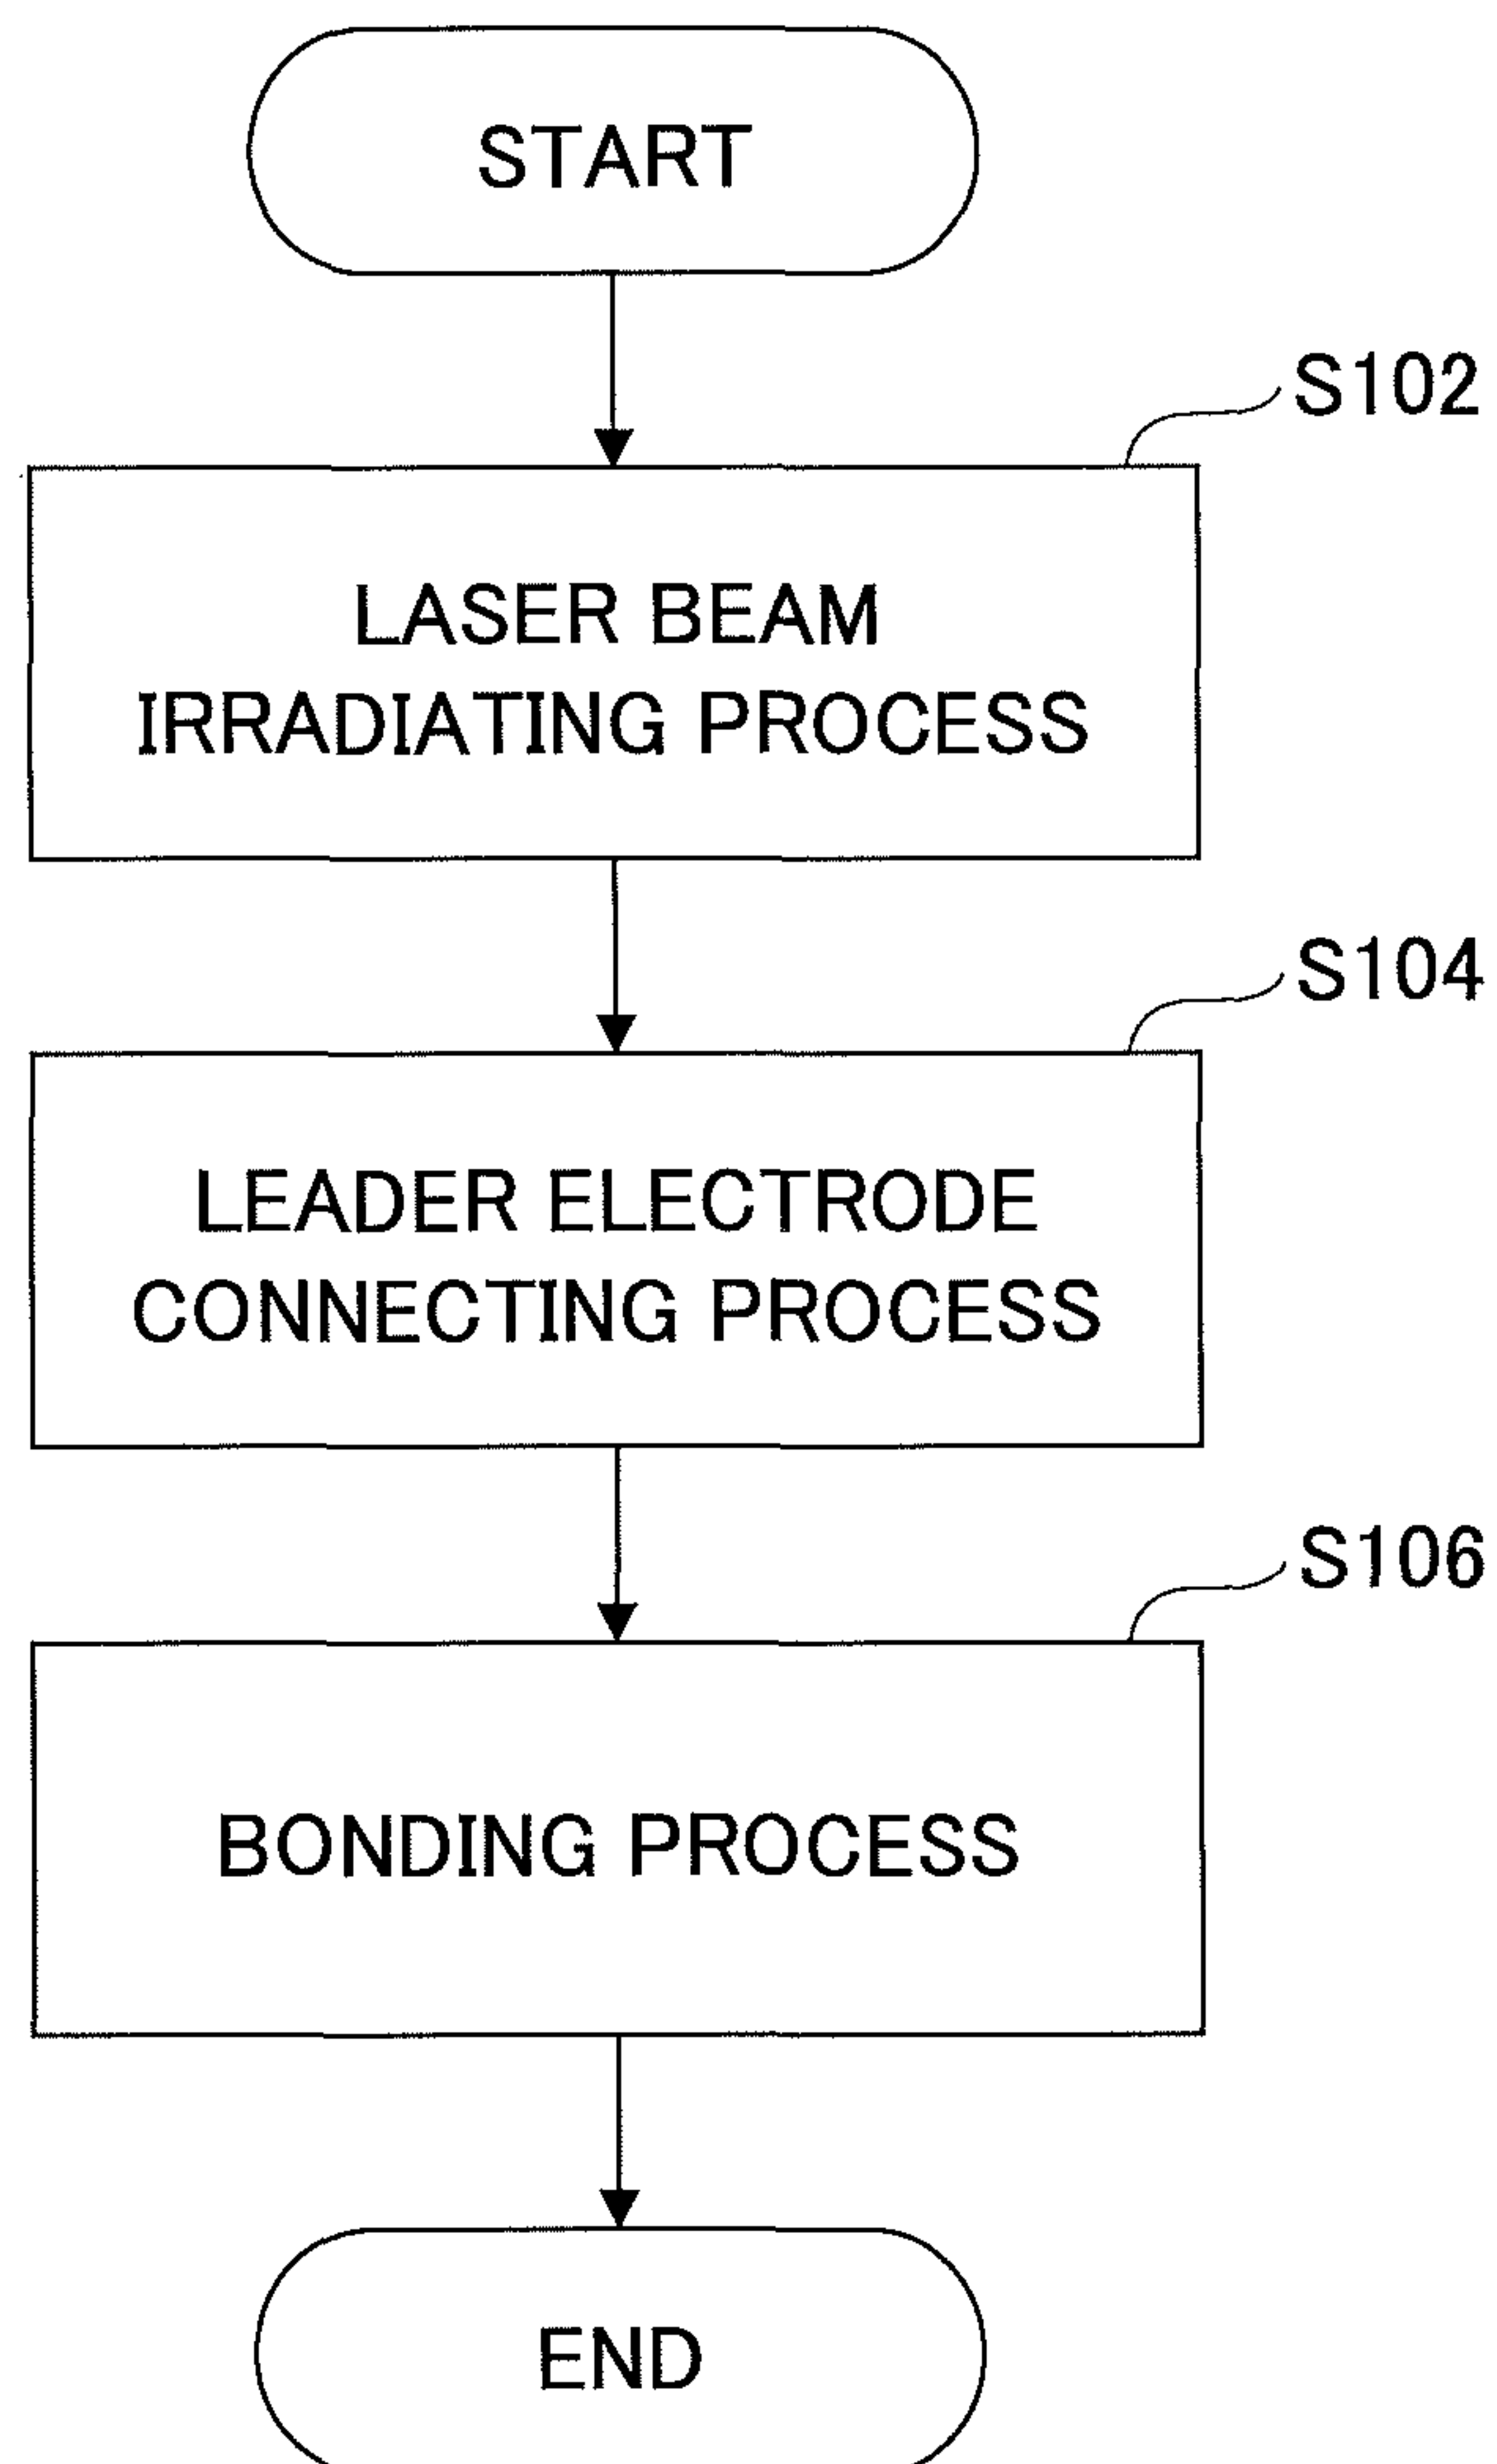 START
S102
LASER BEAM
IRRADIATING PROCESS
S104
LEADER ELECTRODE
CONNECTING PROCESS
S106
BONDING PROCESS
END